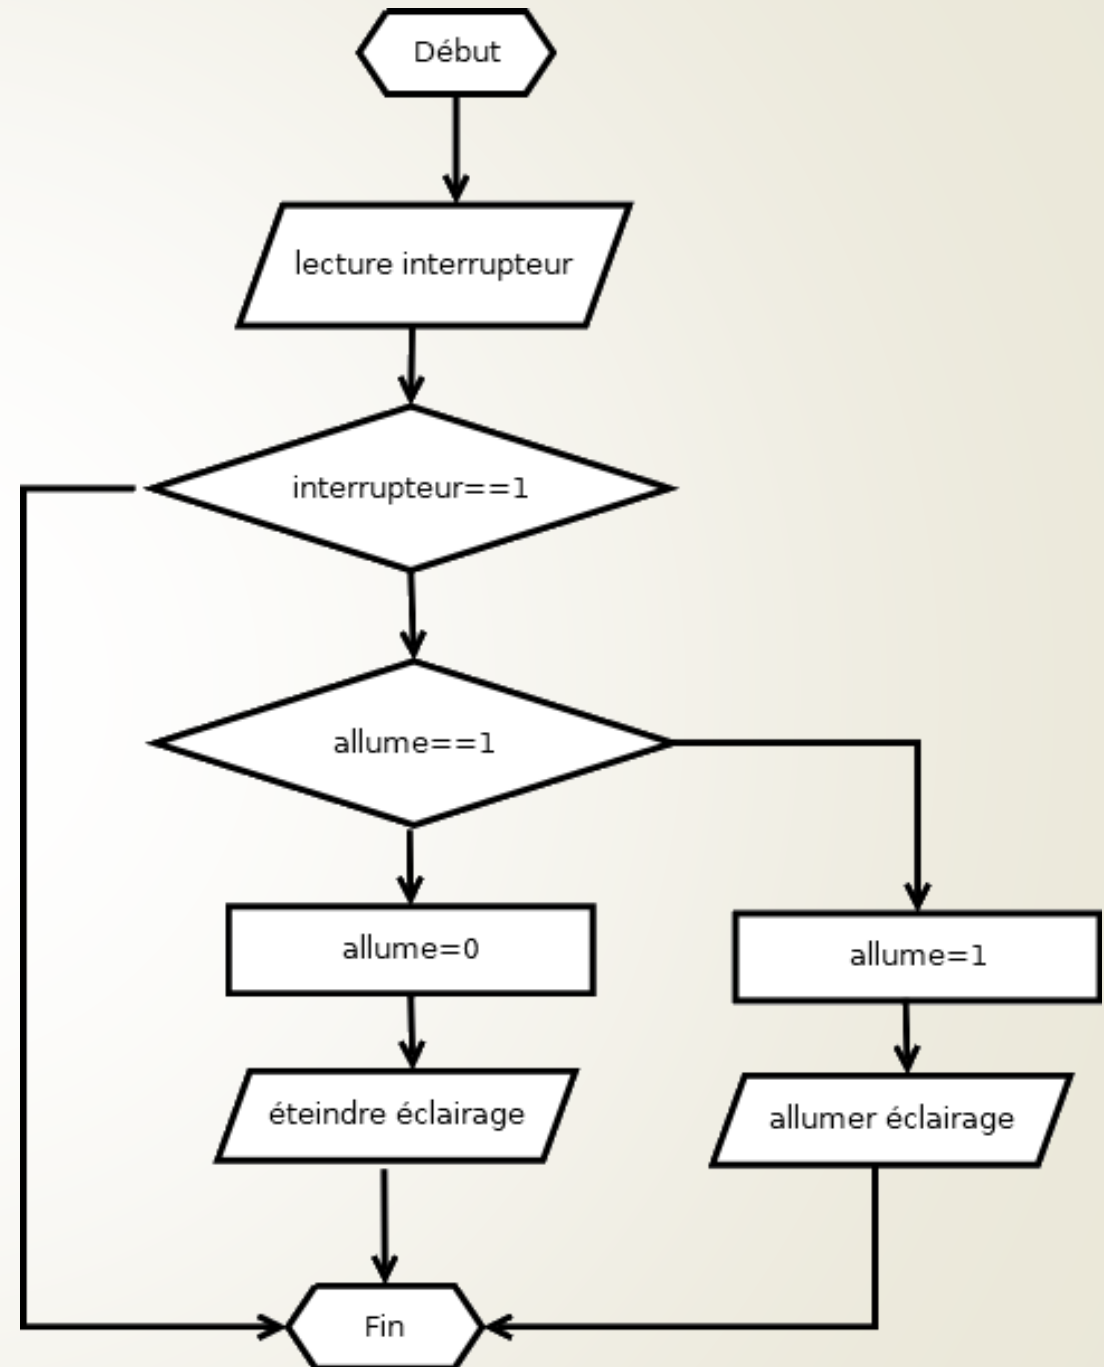 Début
lecture interrupteur
interrupteur==1
allume==1
allume=0
allume=1
éteindre éclairage
allumer éclairage
Fin